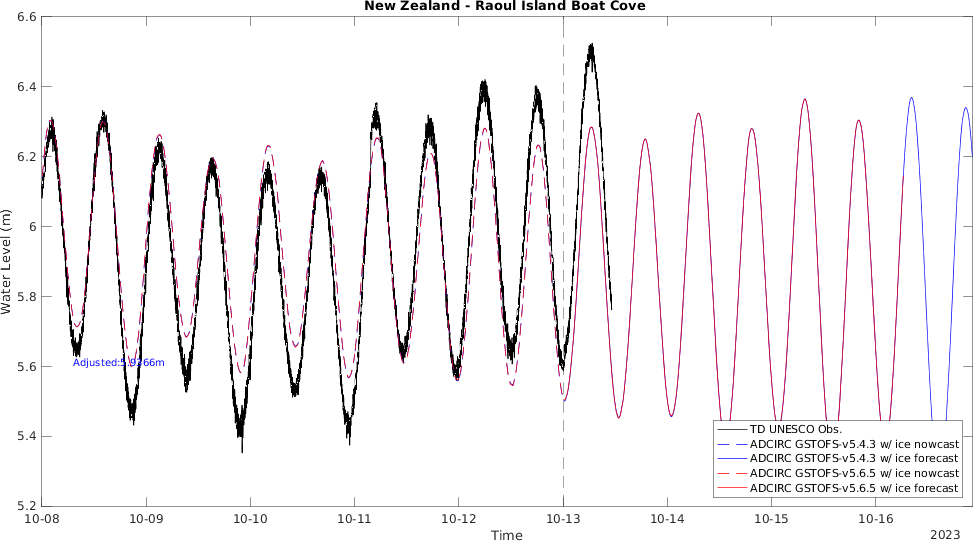 New Zealand - Raoul Island Boat Cove
6.6
6.4
6.2
6
5.8
5.6
5.4
5.2
Water Level (m)
Adjusted:5.9266m
TD UNESCO Obs.
ADCIRC GSTOFS-v5.4.3 w/ ice nowcast
ADCIRC GSTOFS-v5.4.3 w/ ice forecast
ADCIRC GSTOFS-v5.6.5 w/ ice nowcast
ADCIRC GSTOFS-v5.6.5 w/ ice forecast
10-08 10-09 10-10 10-11 10-12 10-13 10-14 10-15 10-16
Time
2023